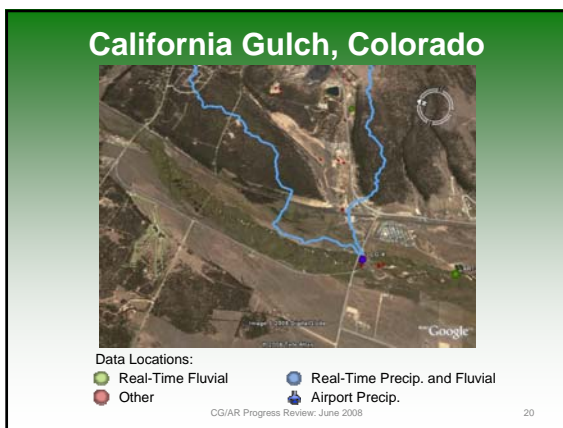 California Gulch, Colorado
Google
Data Locations:
Real-Time Fluvial
Real-Time Precip. and Fluvial
Other
Airport Precip.
CG/AR Progress Review: June 2008
20